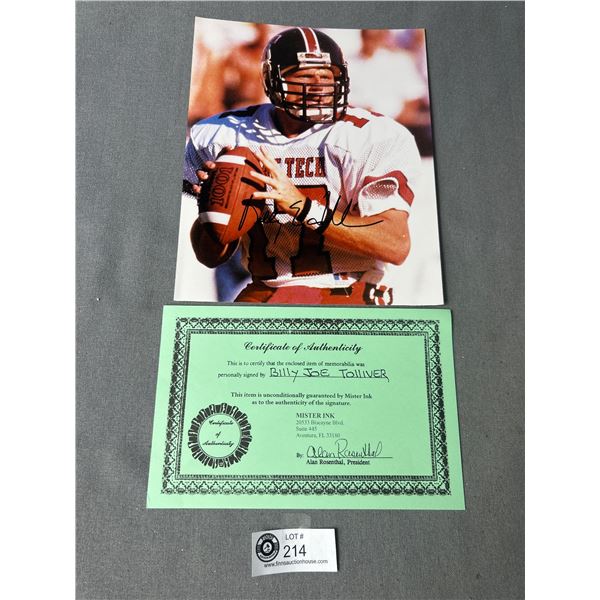 1001
TECH
Certificate of Authenticity
This is to certify that the enclosed item of memorabilia was
personally signed by BILLY JOE TOLLIVER
This item is unconditionally guaranteed by Mister Ink
as to the authenticity of the signature.
Certificate
of
Authenticity
MISTER INK
20533 Biscayne Blvd.
Suite 445
Aventura, FL 33180
By: Alan Rosenthal
Alan Rosenthal, President
LOT #
214
www.finnsauctionhouse.com